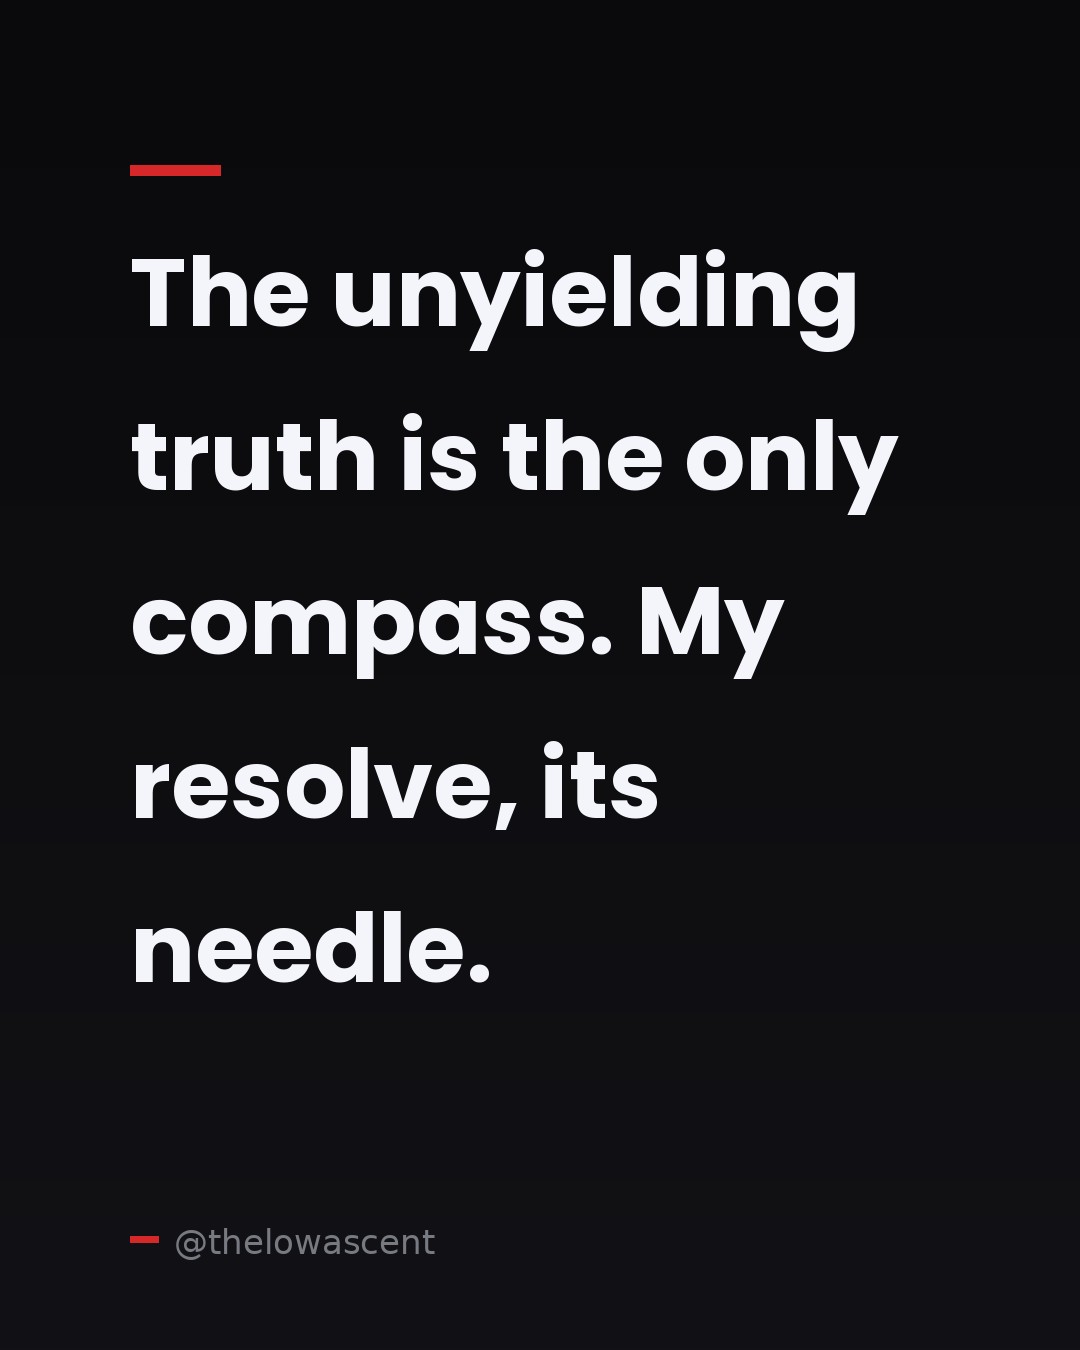 The unyielding
truth is the only
compass. My
resolve, its
needle.
@thelowascent